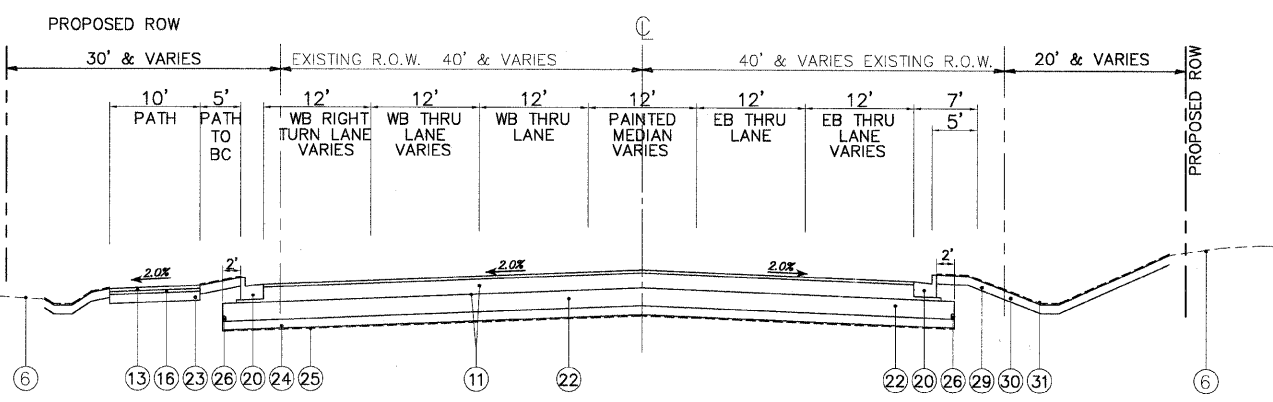 PROPOSED ROW
℄
30' & VARIES
EXISTING R.O.W. 40' & VARIES
40' & VARIES EXISTING R.O.W.
20' & VARIES
PROPOSED ROW
10'
PATH
5'
PATH
TO
BC
12'
WB RIGHT
TURN LANE
VARIES
12'
WB THRU
LANE
VARIES
12'
WB THRU
LANE
12'
PAINTED
MEDIAN
VARIES
12'
EB THRU
LANE
12'
EB THRU
LANE
VARIES
7'
5'
2.0%
2'
2.0%
2.0%
2'
6
13
16
23
26
20
24
25
11
22
22
20
26
29
30
31
6